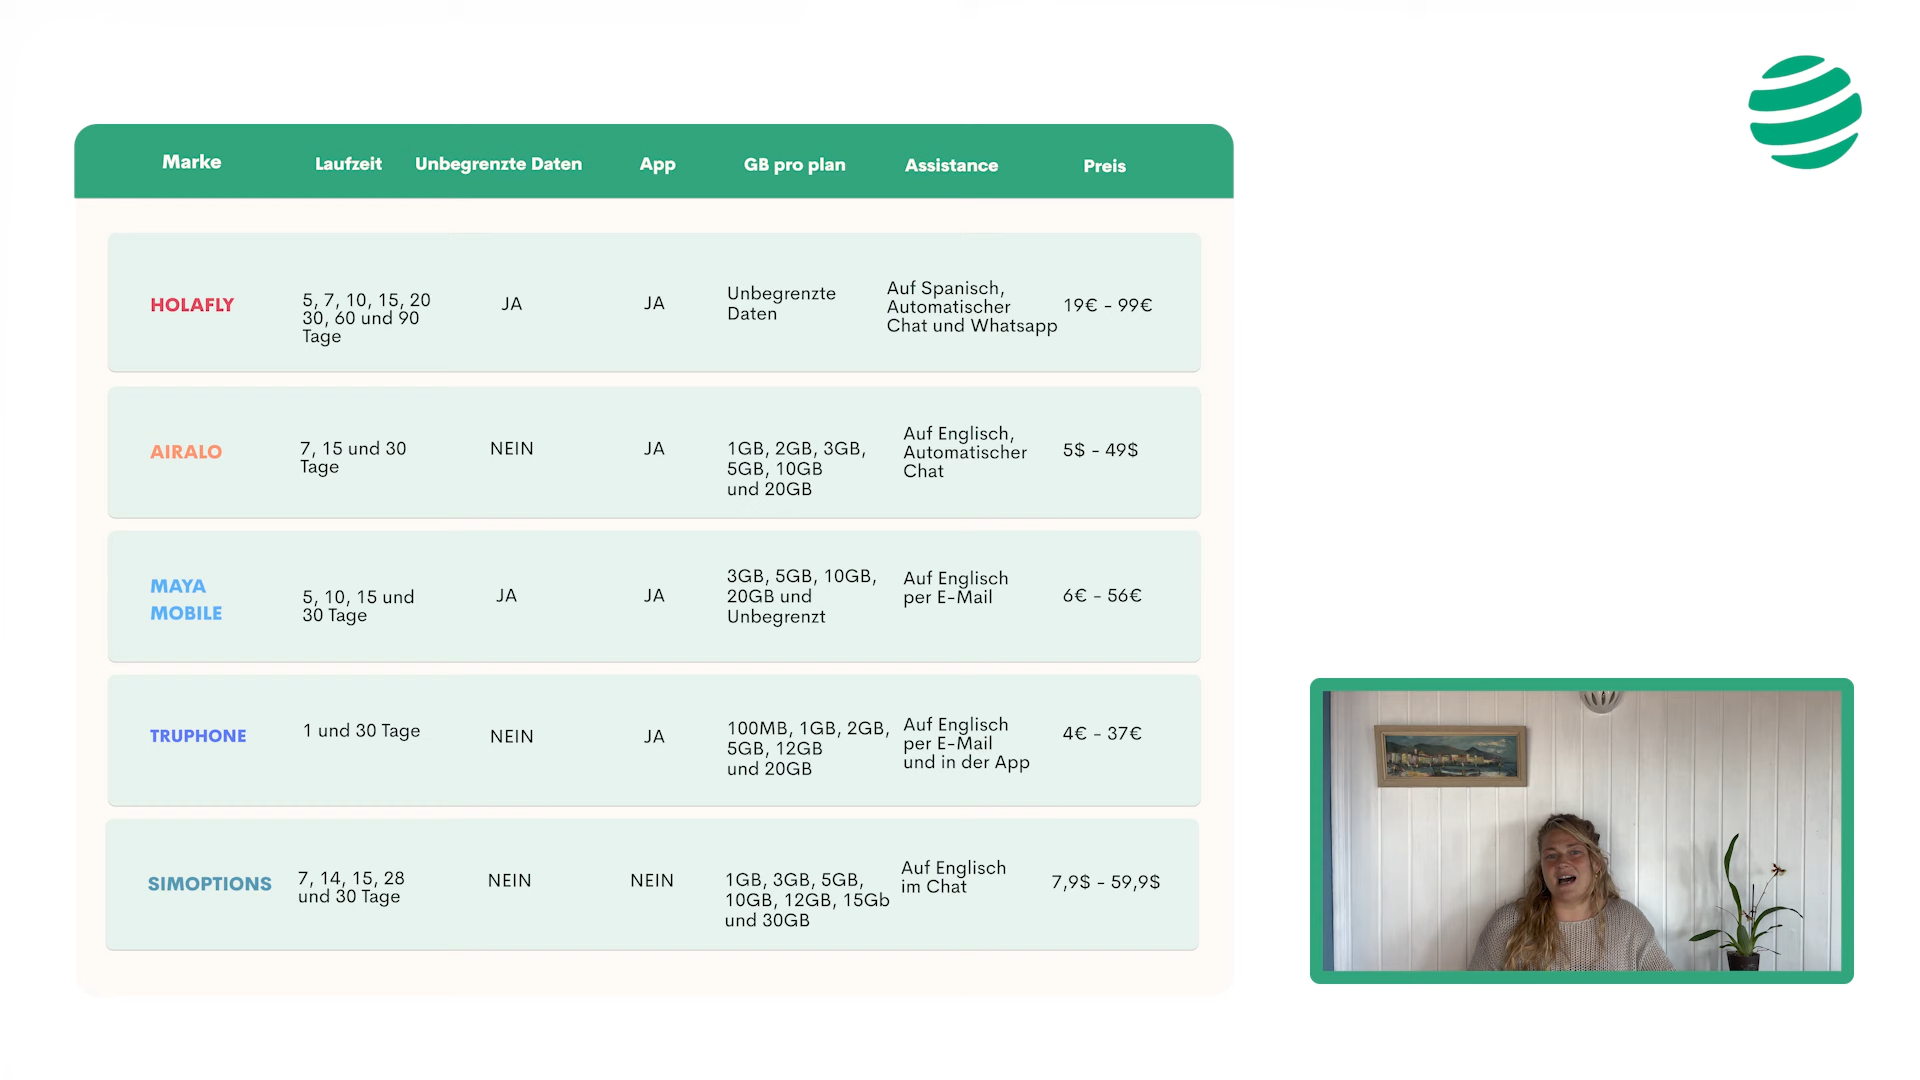 Marke Laufzeit Unbegrenzte Daten App GB pro plan Assistance Preis
HOLAFLY
5, 7, 10, 15, 20
30, 60 und 90
Tage
JA
JA
Unbegrenzte
Daten
Auf Spanisch,
Automatischer
Chat und Whatsapp
19€ - 99€
AIRALO
7, 15 und 30
Tage
NEIN
JA
1GB, 2GB, 3GB,
5GB, 10GB
und 20GB
Auf Englisch,
Automatischer
Chat
5$ - 49$
MAYA
MOBILE
5, 10, 15 und
30 Tage
JA
JA
3GB, 5GB, 10GB,
20GB und
Unbegrenzt
Auf Englisch
per E-Mail
6€ - 56€
TRUPHONE
1 und 30 Tage
NEIN
JA
100MB, 1GB, 2GB,
5GB, 12GB
und 20GB
Auf Englisch
per E-Mail
und in der App
4€ - 37€
SIMOPTIONS
7, 14, 15, 28
und 30 Tage
NEIN
NEIN
1GB, 3GB, 5GB,
10GB, 12GB, 15Gb
und 30GB
Auf Englisch
im Chat
7,9$ - 59,9$